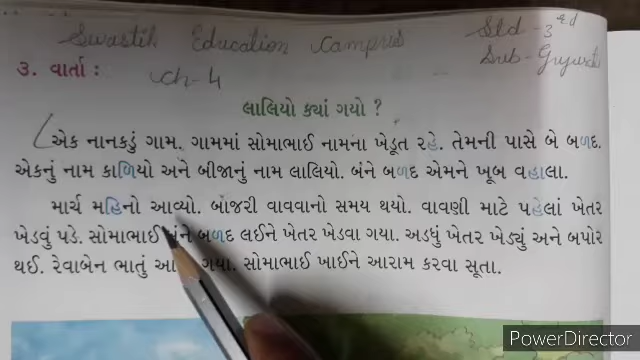 Swastik Education Campus
Std - 3rd
Sub - Gujarati
૩. વાર્તા :
Ch - 4
લાલિયો ક્યાં ગયો ?
એક નાનકડું ગામ. ગામમાં સોમાભાઈ નામના ખેડૂત રહે. તેમની પાસે બે બળદ.
એકનું નામ કાળિયો અને બીજાનું નામ લાલિયો. બંને બળદ એમને ખૂબ વહાલા.
માર્ચ મહિનો આવ્યો. બાજરી વાવવાનો સમય થયો. વાવણી માટે પહેલાં ખેતર
ખેડવું પડે. સોમાભાઈ બંને બળદ લઈને ખેતર ખેડવા ગયા. અડધું ખેતર ખેડ્યું અને બપોર
થઈ. રેવાબેન ભાતું ગયા. સોમાભાઈ ખાઈને આરામ કરવા સૂતા.
PowerDirector